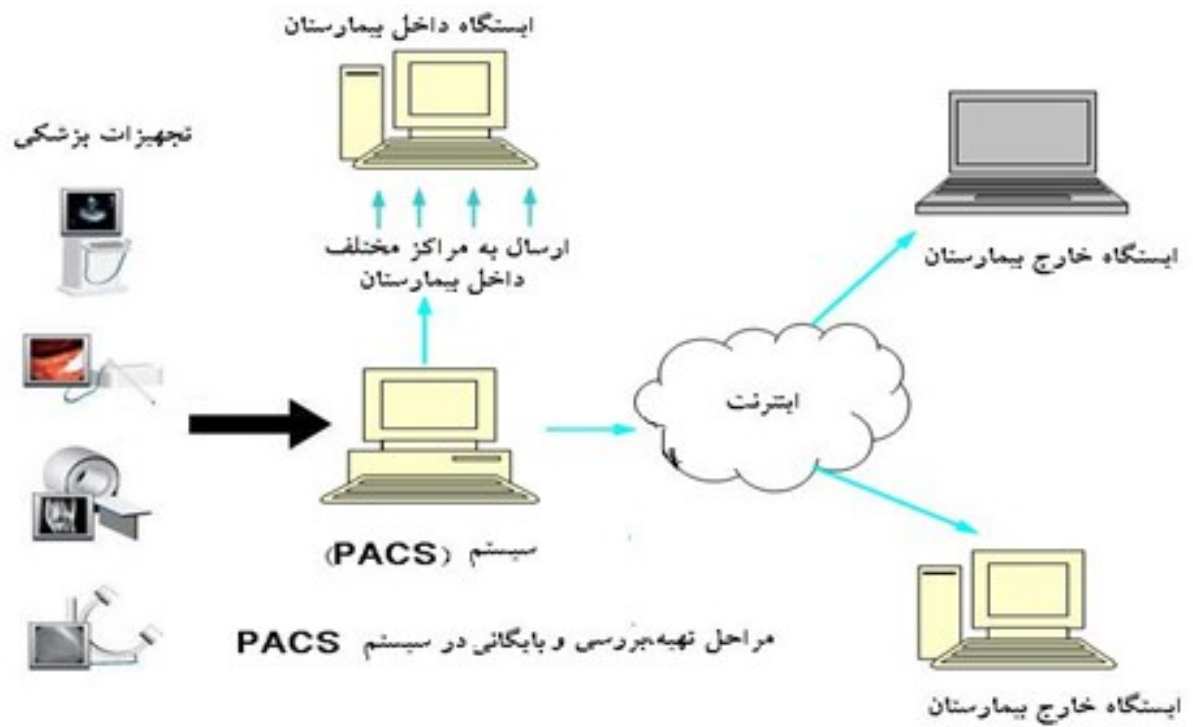 ایستگاه داخل بیمارستان
تجهیزات پزشکی
ارسال به مراکز مختلف
داخل بیمارستان
ایستگاه خارج بیمارستان
اینترنت
سیستم (PACS)
مراحل تهیه،بررسی و بایگانی در سیستم PACS
ایستگاه خارج بیمارستان